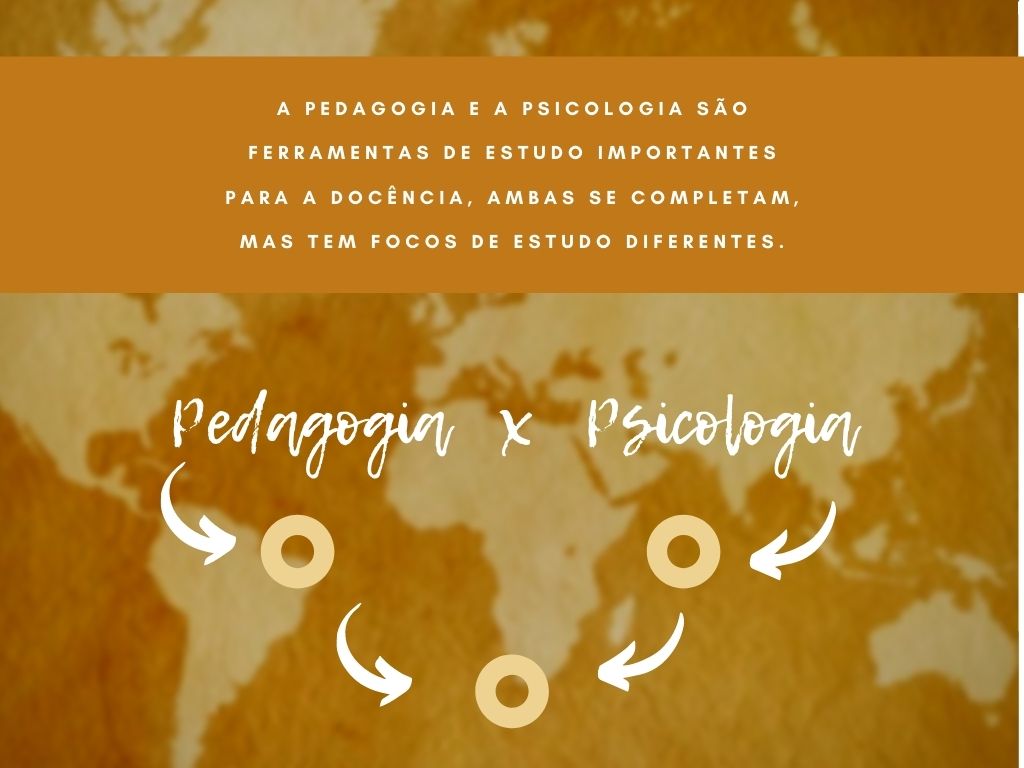 A PEDAGOGIA E A PSICOLOGIA SÃO
FERRAMENTAS DE ESTUDO IMPORTANTES
PARA A DOCÊNCIA, AMBAS SE COMPLETAM,
MAS TEM FOCOS DE ESTUDO DIFERENTES.
Pedagogia x Psicologia